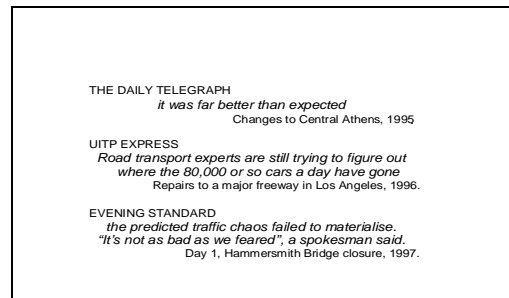 THE DAILY TELEGRAPH
it was far better than expected
Changes to Central Athens, 1995,
UITP EXPRESS
Road transport experts are still trying to figure out
where the 80,000 or so cars a day have gone
Repairs to a major freeway in Los Angeles, 1996.
EVENING STANDARD
the predicted traffic chaos failed to materialise.
“It’s not as bad as we feared”, a spokesman said.
Day 1, Hammersmith Bridge closure, 1997.